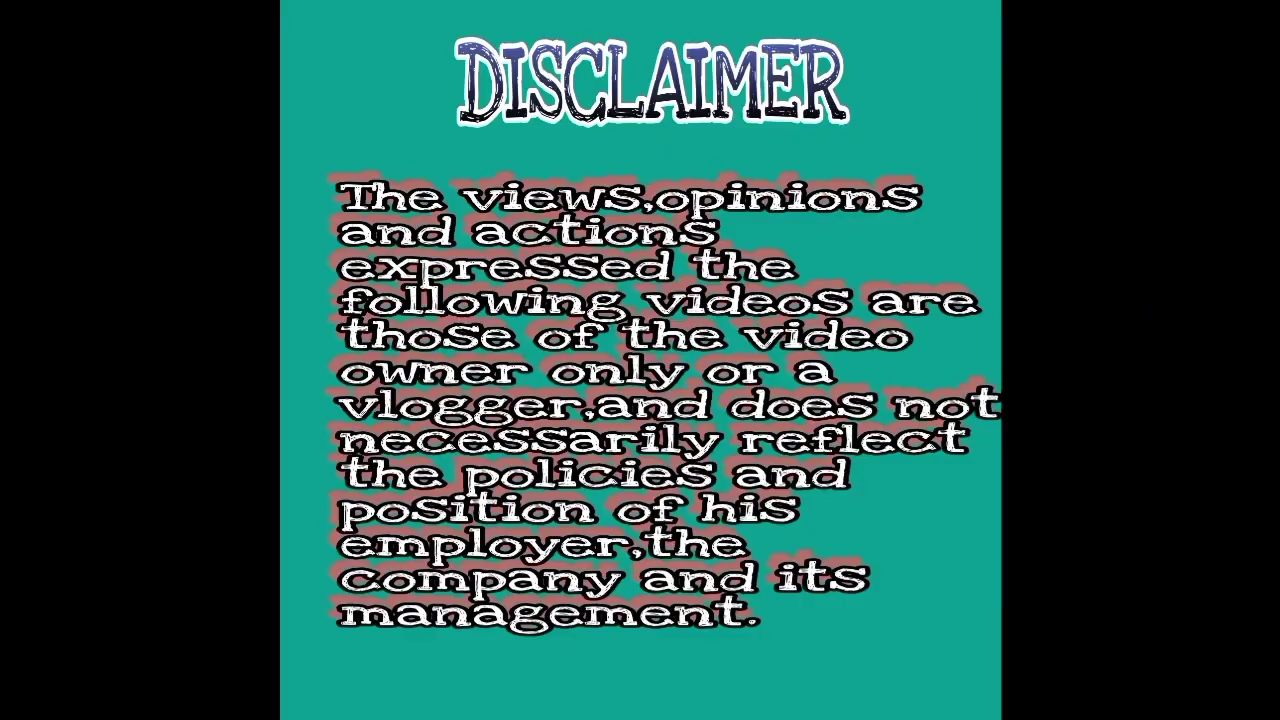 DISCLAIMER
The views,opinions
and actions
expressed the
following videos are
those of the video
owner only or a
vlogger,and does not
necessarily reflect
the policies and
position of his
employer,the
company and its
management.